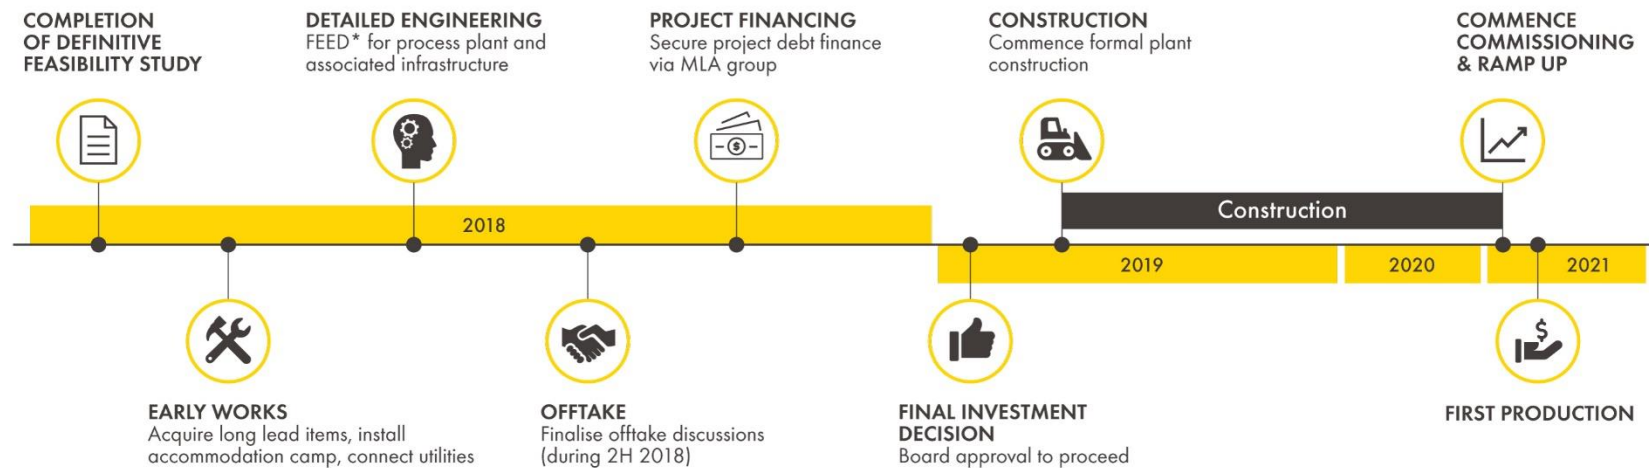 COMPLETION
OF DEFINITIVE
FEASIBILITY STUDY
DETAILED ENGINEERING
FEED* for process plant and
associated infrastructure
PROJECT FINANCING
Secure project debt finance
via MLA group
CONSTRUCTION
Commence formal plant
construction
COMMENCE
COMMISSIONING
& RAMP UP
$
Construction
2018
2019
2020
2021
$
EARLY WORKS
Acquire long lead items, install
accommodation camp, connect utilities
OFFTAKE
Finalise offtake discussions
(during 2H 2018)
FINAL INVESTMENT
DECISION
Board approval to proceed
FIRST PRODUCTION